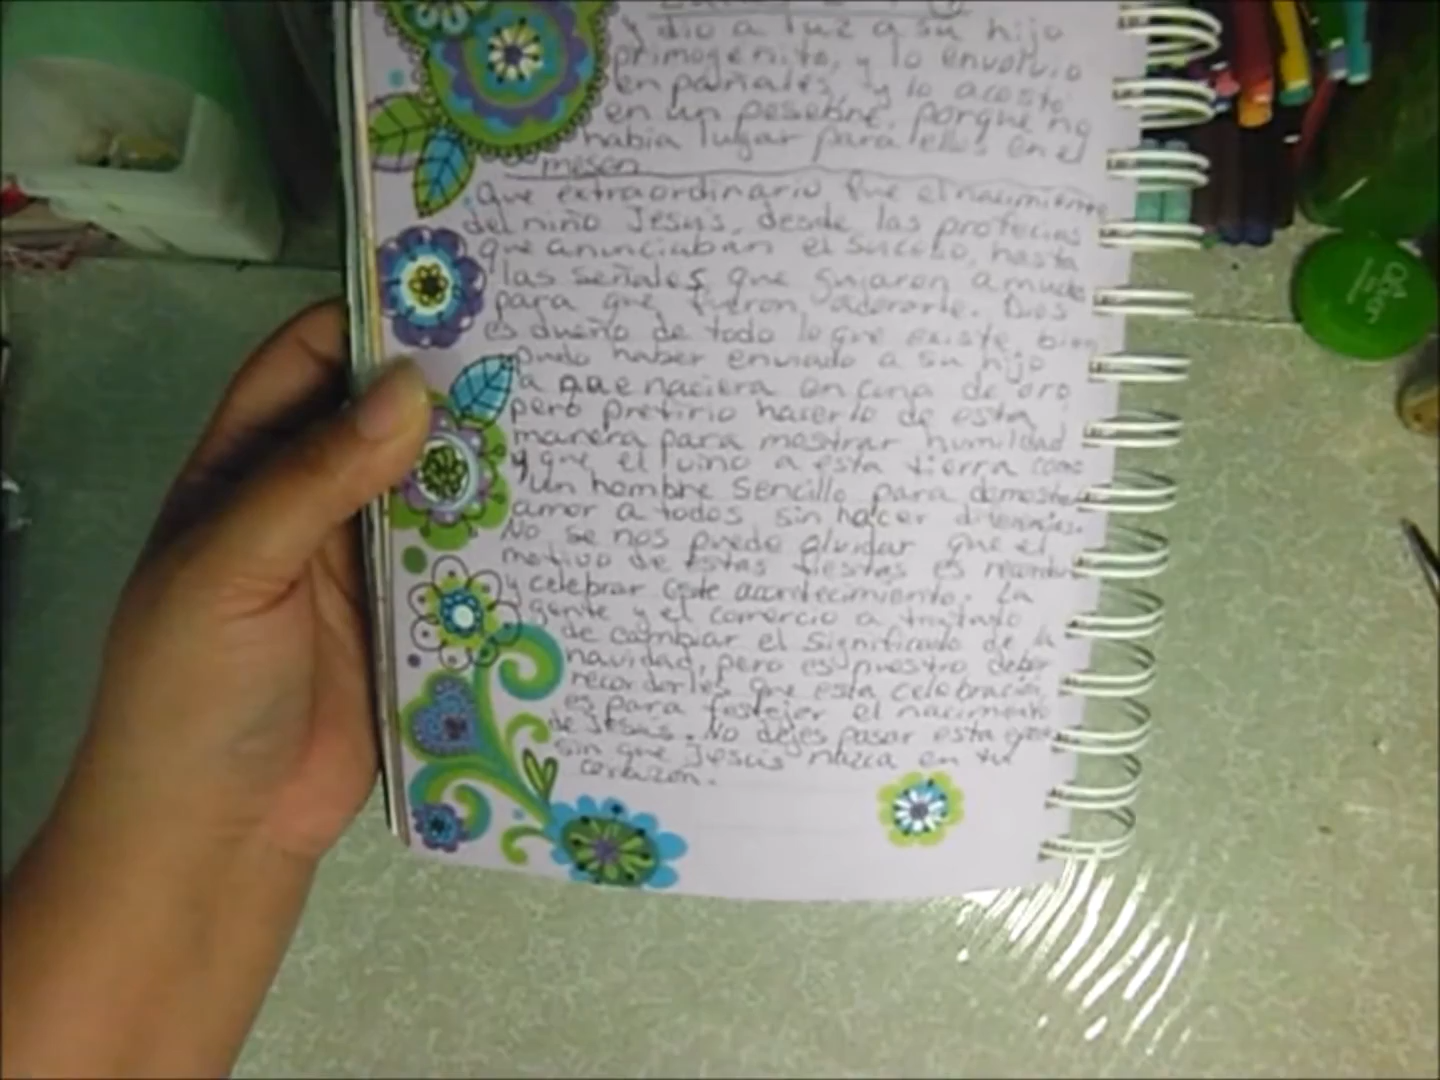 Y dio a luz a su hijo
primogénito, y lo envolvio
en pañales, y lo acostó
en un pesebre, porque no
habia lugar para ellos en el
meson
Que extraordinario fue el nacimiento
del niño Jesús, desde las profecias
que anunciaban el suceso, hasta
las señales que guiaron a muchos
para que fueron adorarle. Dios
es dueño de todo lo que existe bien
pudo haber enviado a su hijo
a que naciera en cuna de oro
pero prefirio hacerlo de esta
manera para mostrar humildad
y que el vino a esta tierra como
un hombre sencillo para demostrar
amor a todos sin hacer diferencias.
No se nos puede olvidar que el
motivo de estas fiestas es recordar
y celebrar este acontecimiento. La
gente y el comercio a tratado
de cambiar el significado de la
navidad, pero es nuestro deber
recordarles que esta celebración
es para festejar el nacimiento
de Jesús. No dejes pasar esta
sin que Jesús nazca en tu
corazon.